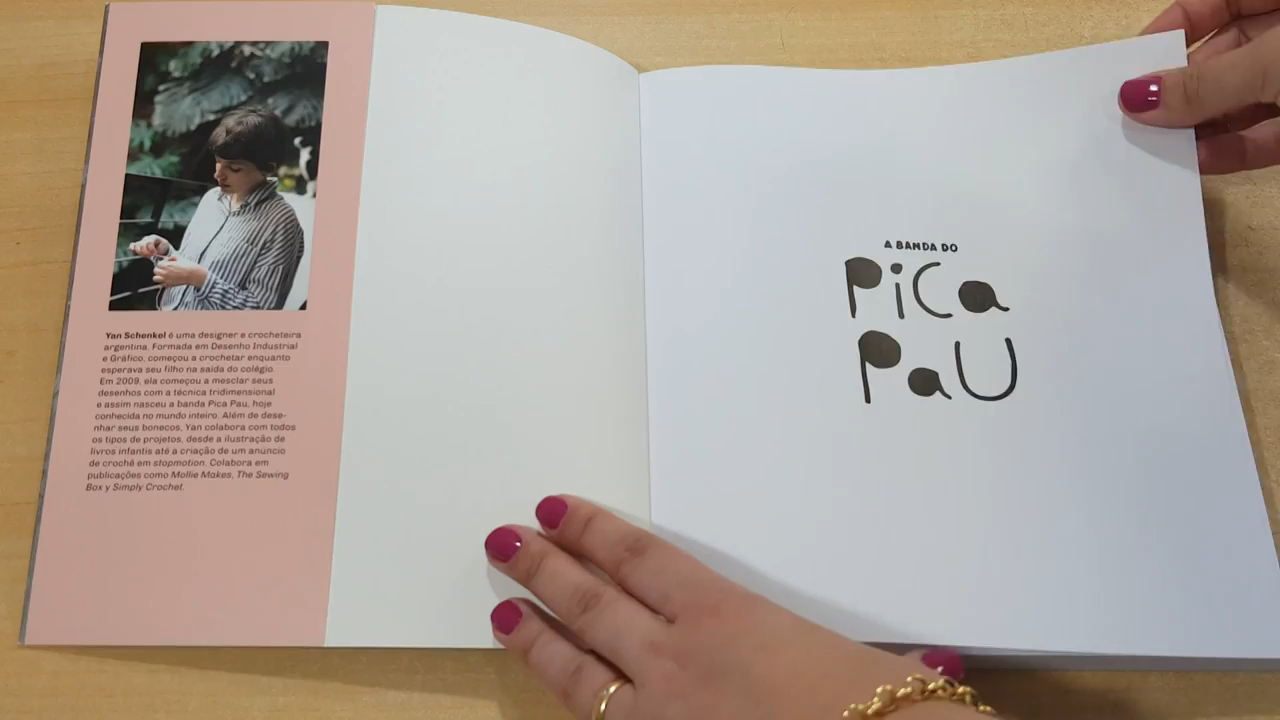 Yan Schenkel é uma designer e crocheteira
argentina. Formada em Desenho Industrial
e Gráfico, começou a crochetar enquanto
esperava seu filho na saída do colégio.
Em 2009, ela começou a mesclar seus
desenhos com a técnica tridimensional
e assim nasceu a banda Pica Pau, hoje
conhecida no mundo inteiro. Além de dese-
nhar seus bonecos, Yan colabora com todos
os tipos de projetos, desde a ilustração de
livros infantis até a criação de um anúncio
de crochê em stopmotion. Colabora em
publicações como Mollie Makes, The Sewing
Box y Simply Crochet.
A BANDA DO
PiCa
PaU